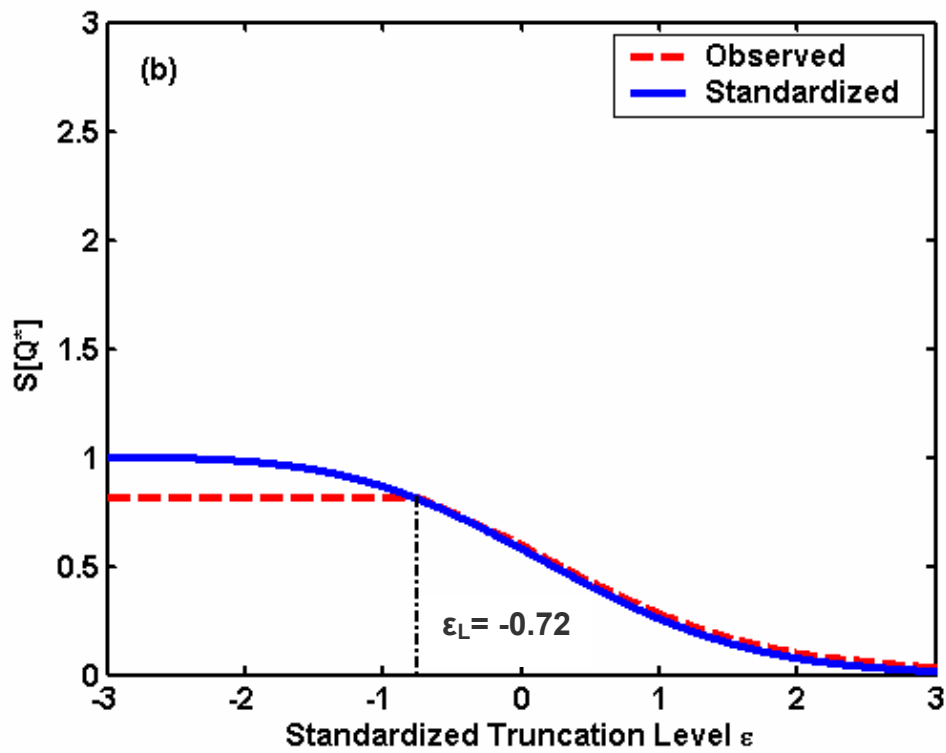 3
2.5
2
1.5
1
0.5
0
S[Q*]
(b)
Observed
Standardized
εL= -0.72
-3 -2 -1 0 1 2 3
Standardized Truncation Level ε